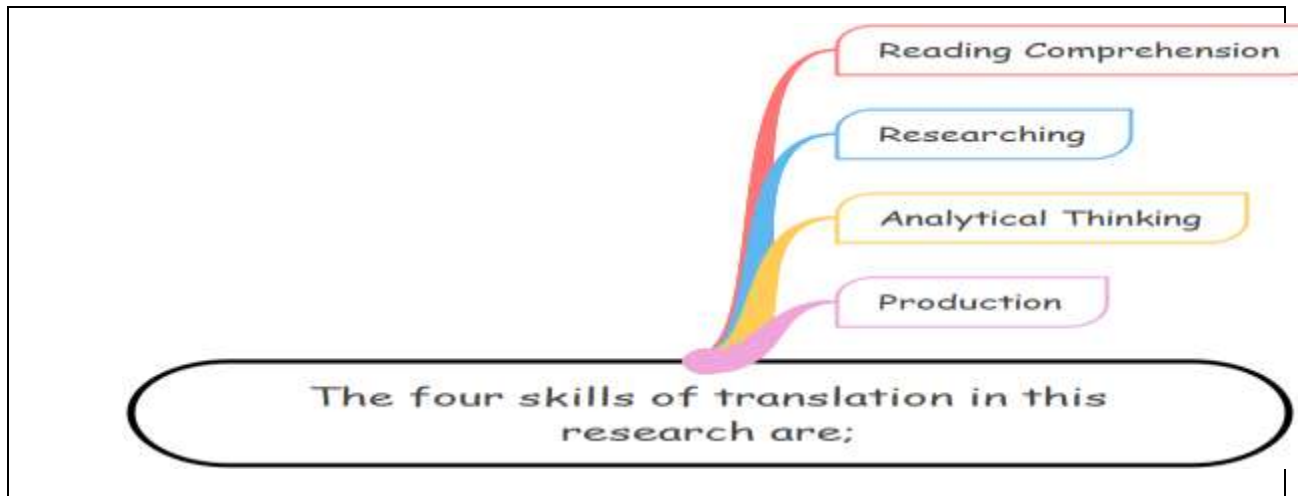 Reading Comprehension
Researching
Analytical Thinking
Production
The four skills of translation in this
research are;